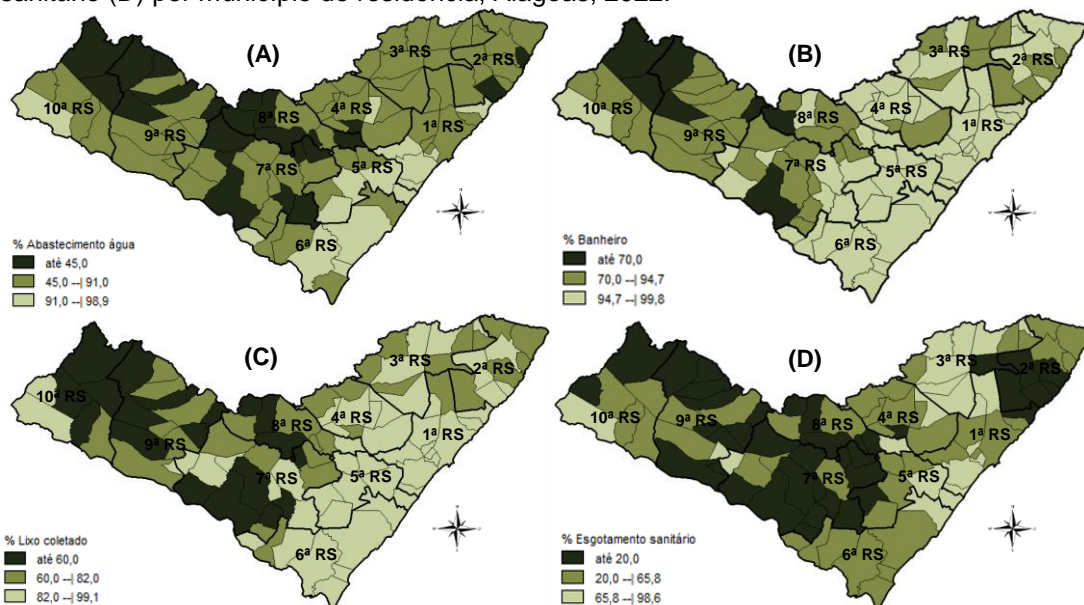 sanitário (D) por município de residência, Alagoas, 2022.
(A)
3ª RS
2ª RS
10ª RS
8ª RS
4ª RS
1ª RS
9ª RS
7ª RS
5ª RS
6ª RS
% Abastecimento água
até 45,0
45,0 --| 91,0
91,0 --| 98,9
(B)
3ª RS
2ª RS
10ª RS
8ª RS
4ª RS
1ª RS
9ª RS
7ª RS
5ª RS
6ª RS
% Banheiro
até 70,0
70,0 --| 94,7
94,7 --| 99,8
(C)
3ª RS
2ª RS
10ª RS
8ª RS
4ª RS
1ª RS
9ª RS
7ª RS
5ª RS
6ª RS
% Lixo coletado
até 60,0
60,0 --| 82,0
82,0 --| 99,1
(D)
3ª RS
2ª RS
10ª RS
9ª RS
8ª RS
4ª RS
1ª RS
7ª RS
5ª RS
6ª RS
% Esgotamento sanitário
até 20,0
20,0 --| 65,8
65,8 --| 98,6